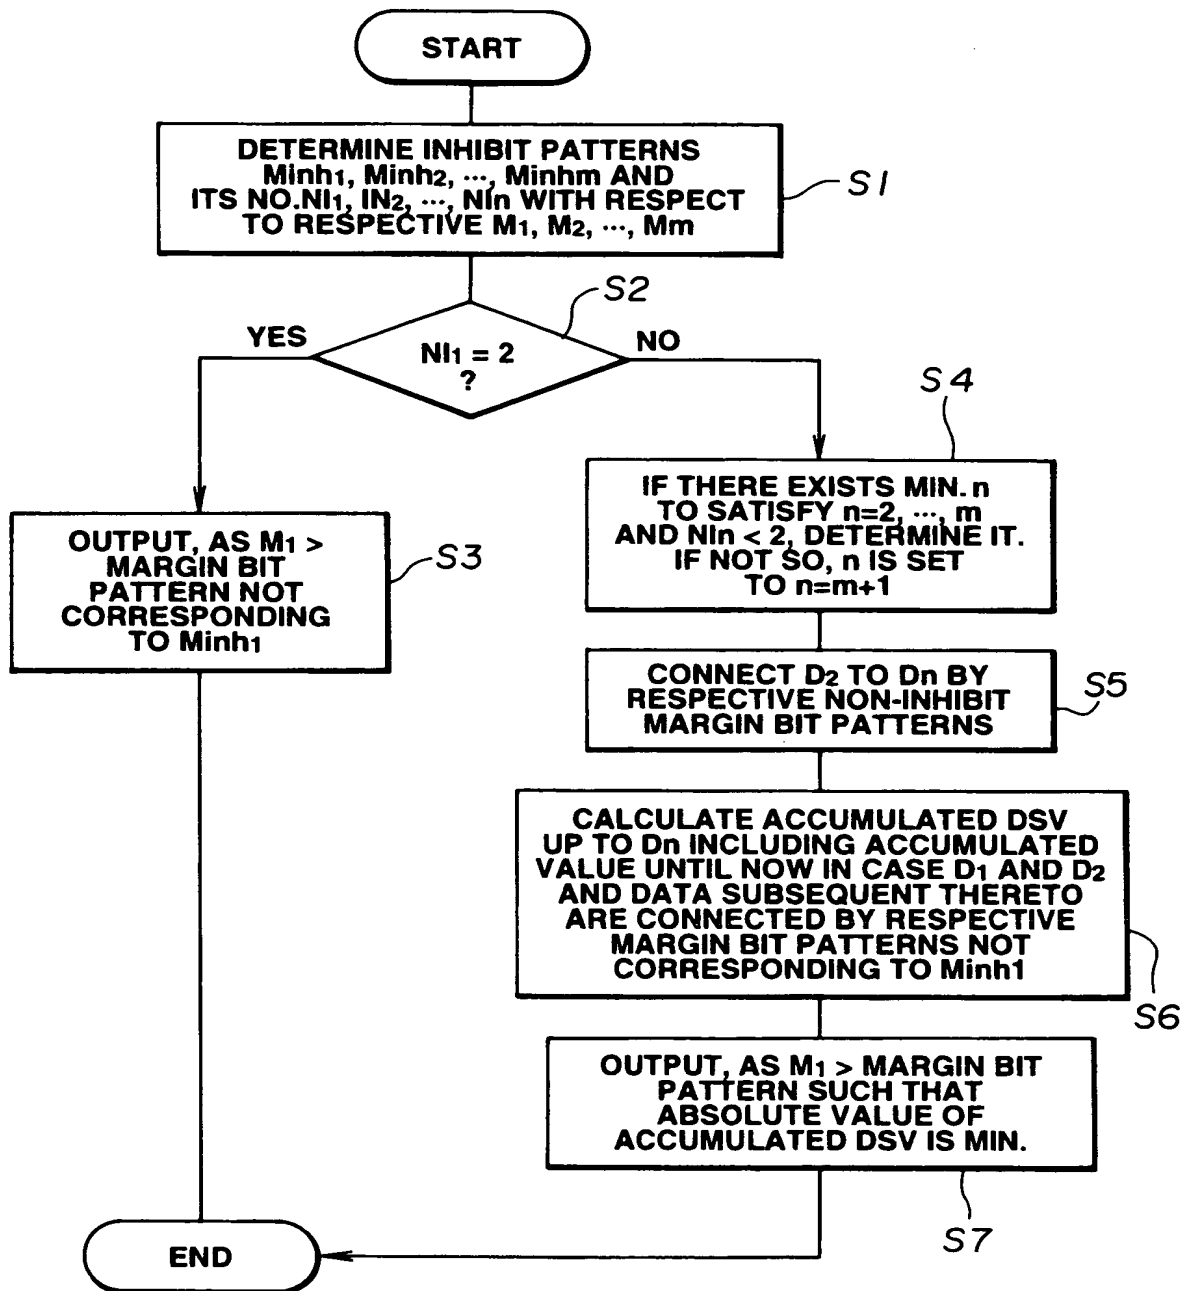 START
DETERMINE INHIBIT PATTERNS
Minh1, Minh2, ···, Minhm AND
ITS NO.NI1, IN2, ···, NIn WITH RESPECT
TO RESPECTIVE M1, M2, ···, Mm
S1
S2
YES
NI1 = 2
?
NO
S4
IF THERE EXISTS MIN. n
TO SATISFY n=2, ···, m
AND NIn < 2, DETERMINE IT.
IF NOT SO, n IS SET
TO n=m+1
OUTPUT, AS M1 >
MARGIN BIT
PATTERN NOT
CORRESPONDING
TO Minh1
S3
CONNECT D2 TO Dn BY
RESPECTIVE NON-INHIBIT
MARGIN BIT PATTERNS
S5
CALCULATE ACCUMULATED DSV
UP TO Dn INCLUDING ACCUMULATED
VALUE UNTIL NOW IN CASE D1 AND D2
AND DATA SUBSEQUENT THERETO
ARE CONNECTED BY RESPECTIVE
MARGIN BIT PATTERNS NOT
CORRESPONDING TO Minh1
S6
OUTPUT, AS M1 > MARGIN BIT
PATTERN SUCH THAT
ABSOLUTE VALUE OF
ACCUMULATED DSV IS MIN.
S7
END